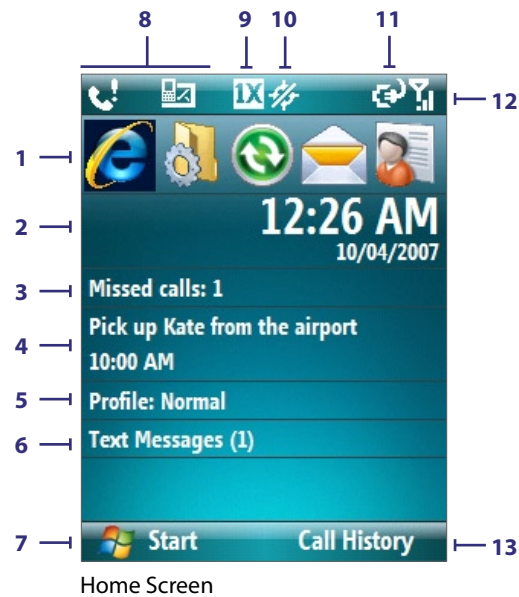 8 9 10 11
1X
12
1
2
12:26 AM
10/04/2007
3
Missed calls: 1
4
Pick up Kate from the airport
10:00 AM
5
Profile: Normal
6
Text Messages (1)
7
Start Call History
13
Home Screen